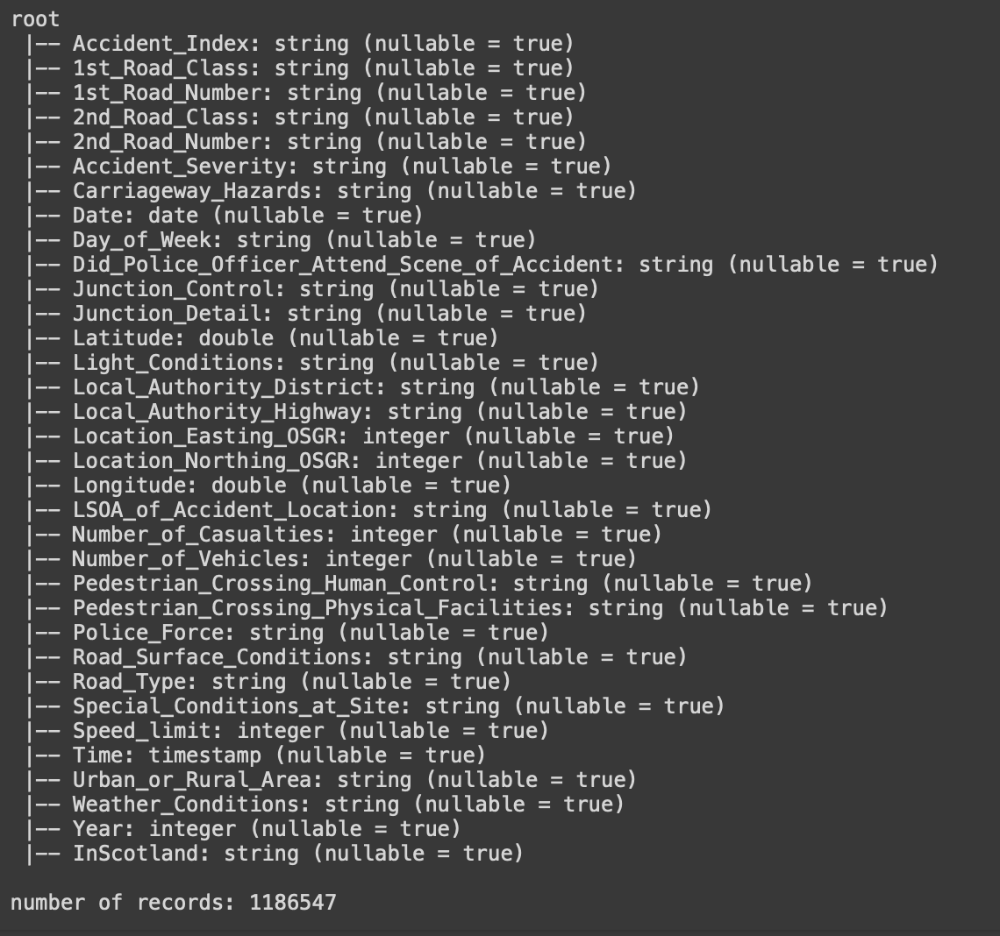 root
|-- Accident_Index: string (nullable = true)
|-- 1st_Road_Class: string (nullable = true)
|-- 1st_Road_Number: string (nullable = true)
|-- 2nd_Road_Class: string (nullable = true)
|-- 2nd_Road_Number: string (nullable = true)
|-- Accident_Severity: string (nullable = true)
|-- Carriageway_Hazards: string (nullable = true)
|-- Date: date (nullable = true)
|-- Day_of_Week: string (nullable = true)
|-- Did_Police_Officer_Attend_Scene_of_Accident: string (nullable = true)
|-- Junction_Control: string (nullable = true)
|-- Junction_Detail: string (nullable = true)
|-- Latitude: double (nullable = true)
|-- Light_Conditions: string (nullable = true)
|-- Local_Authority_District: string (nullable = true)
|-- Local_Authority_Highway: string (nullable = true)
|-- Location_Easting_OSGR: integer (nullable = true)
|-- Location_Northing_OSGR: integer (nullable = true)
|-- Longitude: double (nullable = true)
|-- LSOA_of_Accident_Location: string (nullable = true)
|-- Number_of_Casualties: integer (nullable = true)
|-- Number_of_Vehicles: integer (nullable = true)
|-- Pedestrian_Crossing_Human_Control: string (nullable = true)
|-- Pedestrian_Crossing_Physical_Facilities: string (nullable = true)
|-- Police_Force: string (nullable = true)
|-- Road_Surface_Conditions: string (nullable = true)
|-- Road_Type: string (nullable = true)
|-- Special_Conditions_at_Site: string (nullable = true)
|-- Speed_limit: integer (nullable = true)
|-- Time: timestamp (nullable = true)
|-- Urban_or_Rural_Area: string (nullable = true)
|-- Weather_Conditions: string (nullable = true)
|-- Year: integer (nullable = true)
|-- InScotland: string (nullable = true)
number of records: 1186547